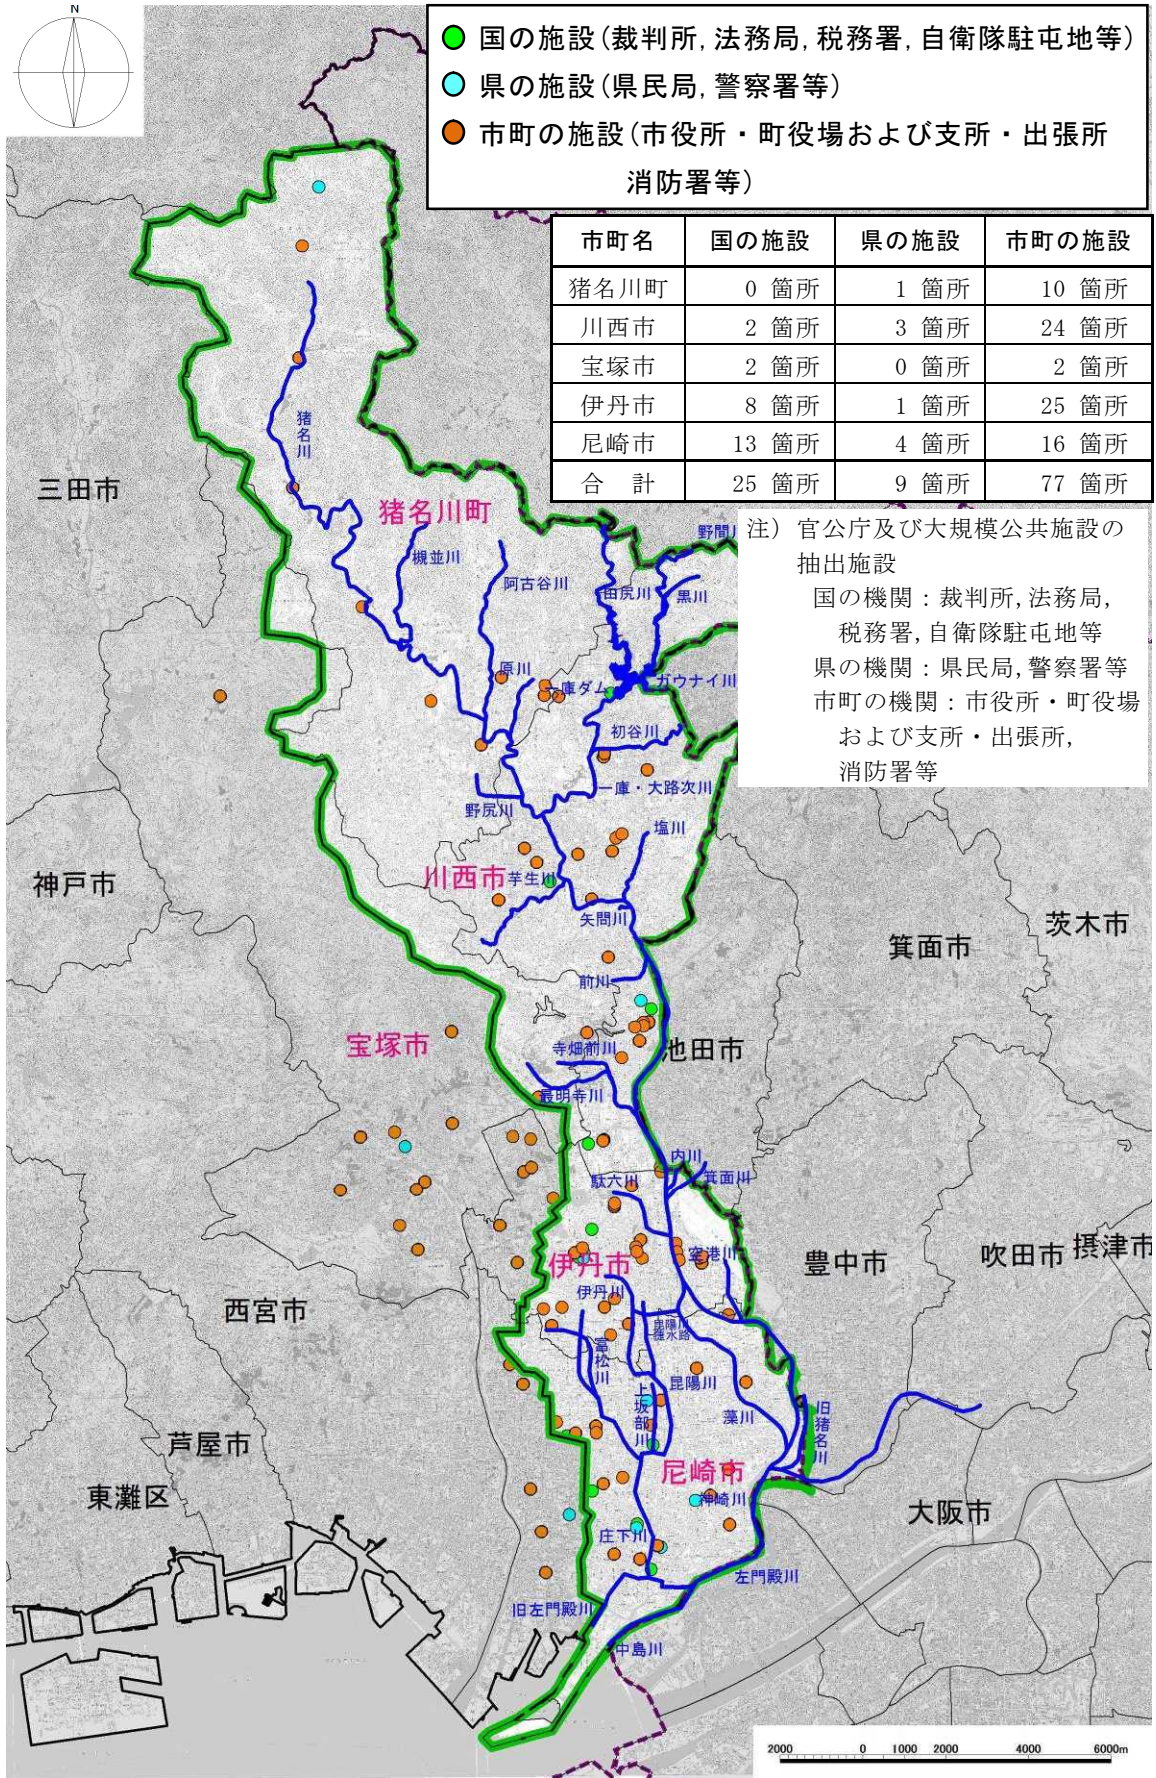 N
国の施設(裁判所, 法務局, 税務署, 自衛隊駐屯地等)
県の施設(県民局, 警察署等)
市町の施設(市役所・町役場および支所・出張所
消防署等)
市町名 国の施設 県の施設 市町の施設
猪名川町 0 箇所 1 箇所 10 箇所
川西市 2 箇所 3 箇所 24 箇所
宝塚市 2 箇所 0 箇所 2 箇所
伊丹市 8 箇所 1 箇所 25 箇所
尼崎市 13 箇所 4 箇所 16 箇所
合 計 25 箇所 9 箇所 77 箇所
注) 官公庁及び大規模公共施設の
抽出施設
国の機関：裁判所, 法務局,
税務署, 自衛隊駐屯地等
県の機関：県民局, 警察署等
市町の機関：市役所・町役場
および支所・出張所,
消防署等
猪名川
三田市
猪名川町
野間川
槻並川
阿古谷川
田尻川
黒川
原川
一庫ダム
ガウナイ川
初谷川
一庫・大路次川
野尻川
塩川
川西市
芋生川
神戸市
矢問川
箕面市
茨木市
前川
宝塚市
寺畑前川
池田市
最明寺川
内川
箕面川
駄六川
伊丹市
空港川
豊中市
吹田市
摂津市
伊丹川
西宮市
昆陽川
富松川
昆陽川
上坂部川
藻川
旧猪名川
芦屋市
尼崎市
東灘区
神崎川
大阪市
庄下川
左門殿川
旧左門殿川
中島川
2000 0 1000 2000 4000 6000m